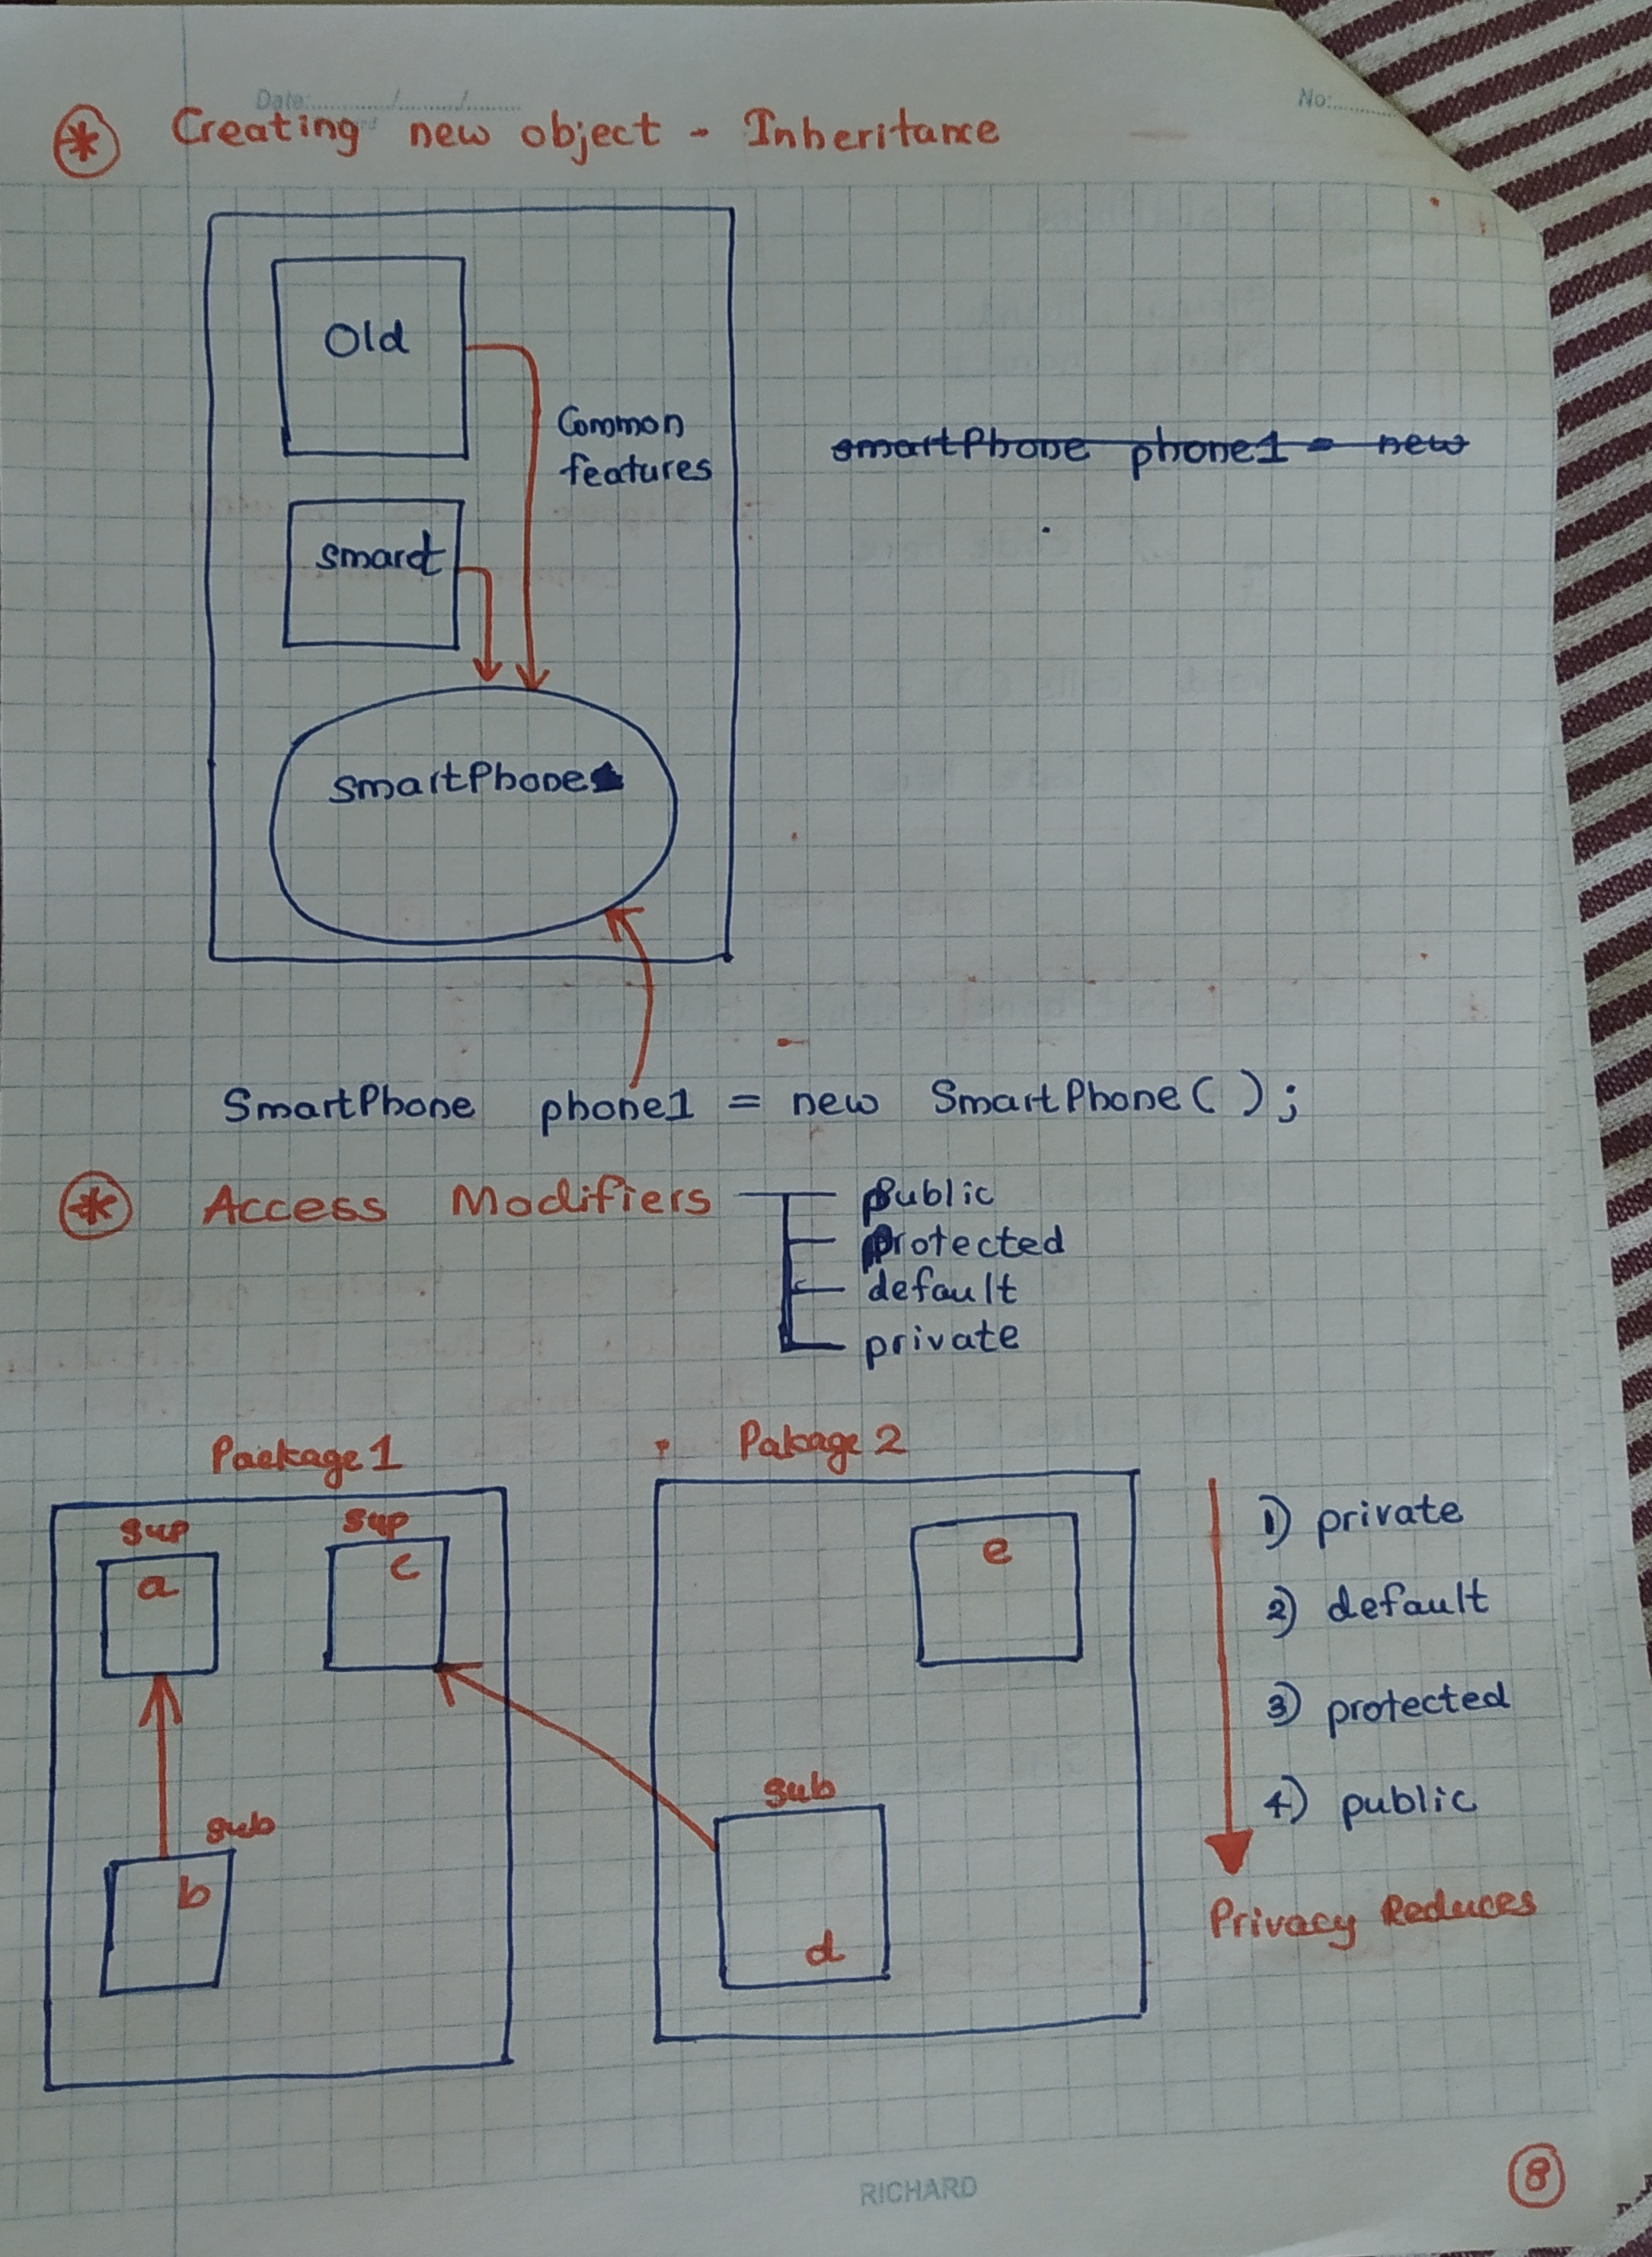 Date:......../......../........
No:........
* Creating new object - Inheritance
Old
Common
features
smartPhone phone1 = new
smart
SmartPhone
SmartPhone phone1 = new SmartPhone( );
* Access Modifiers
public
protected
default
private
Package 1
sup
a
sup
c
sub
b
Pakage 2
e
sub
d
1) private
2) default
3) protected
4) public
Privacy Reduces
RICHARD
8